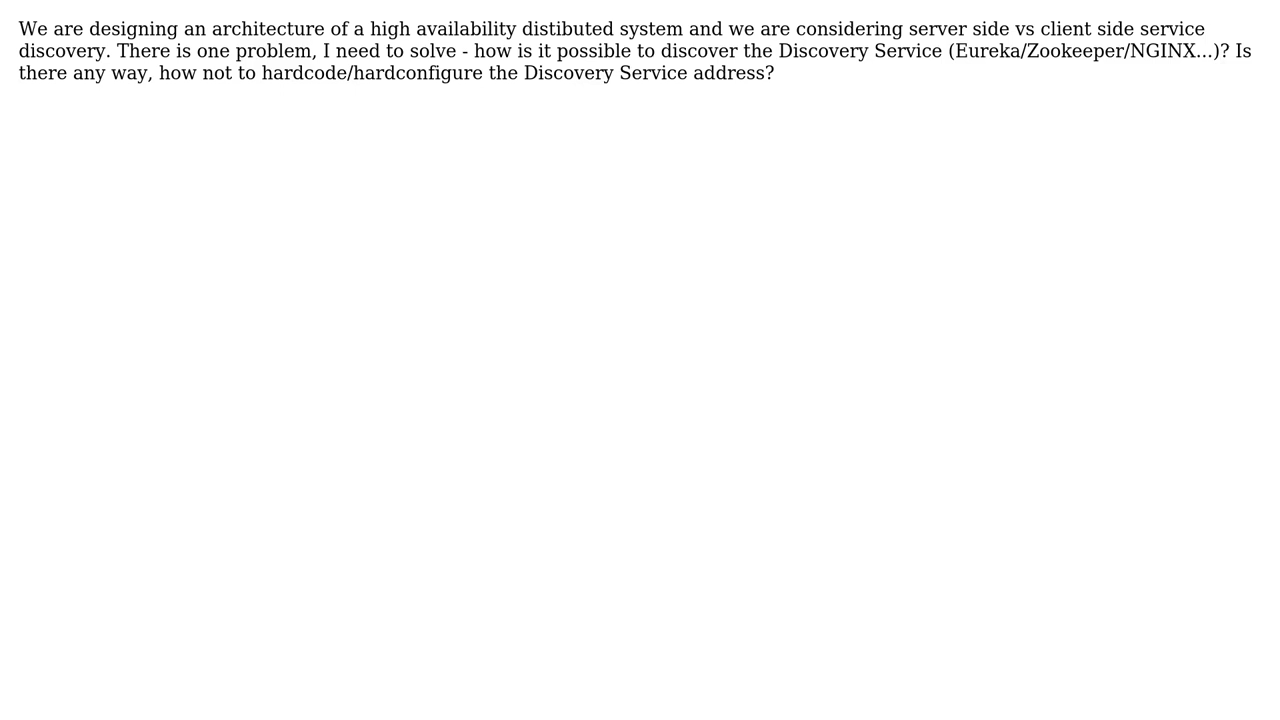 We are designing an architecture of a high availability distibuted system and we are considering server side vs client side service
discovery. There is one problem, I need to solve - how is it possible to discover the Discovery Service (Eureka/Zookeeper/NGINX...)? Is
there any way, how not to hardcode/hardconfigure the Discovery Service address?